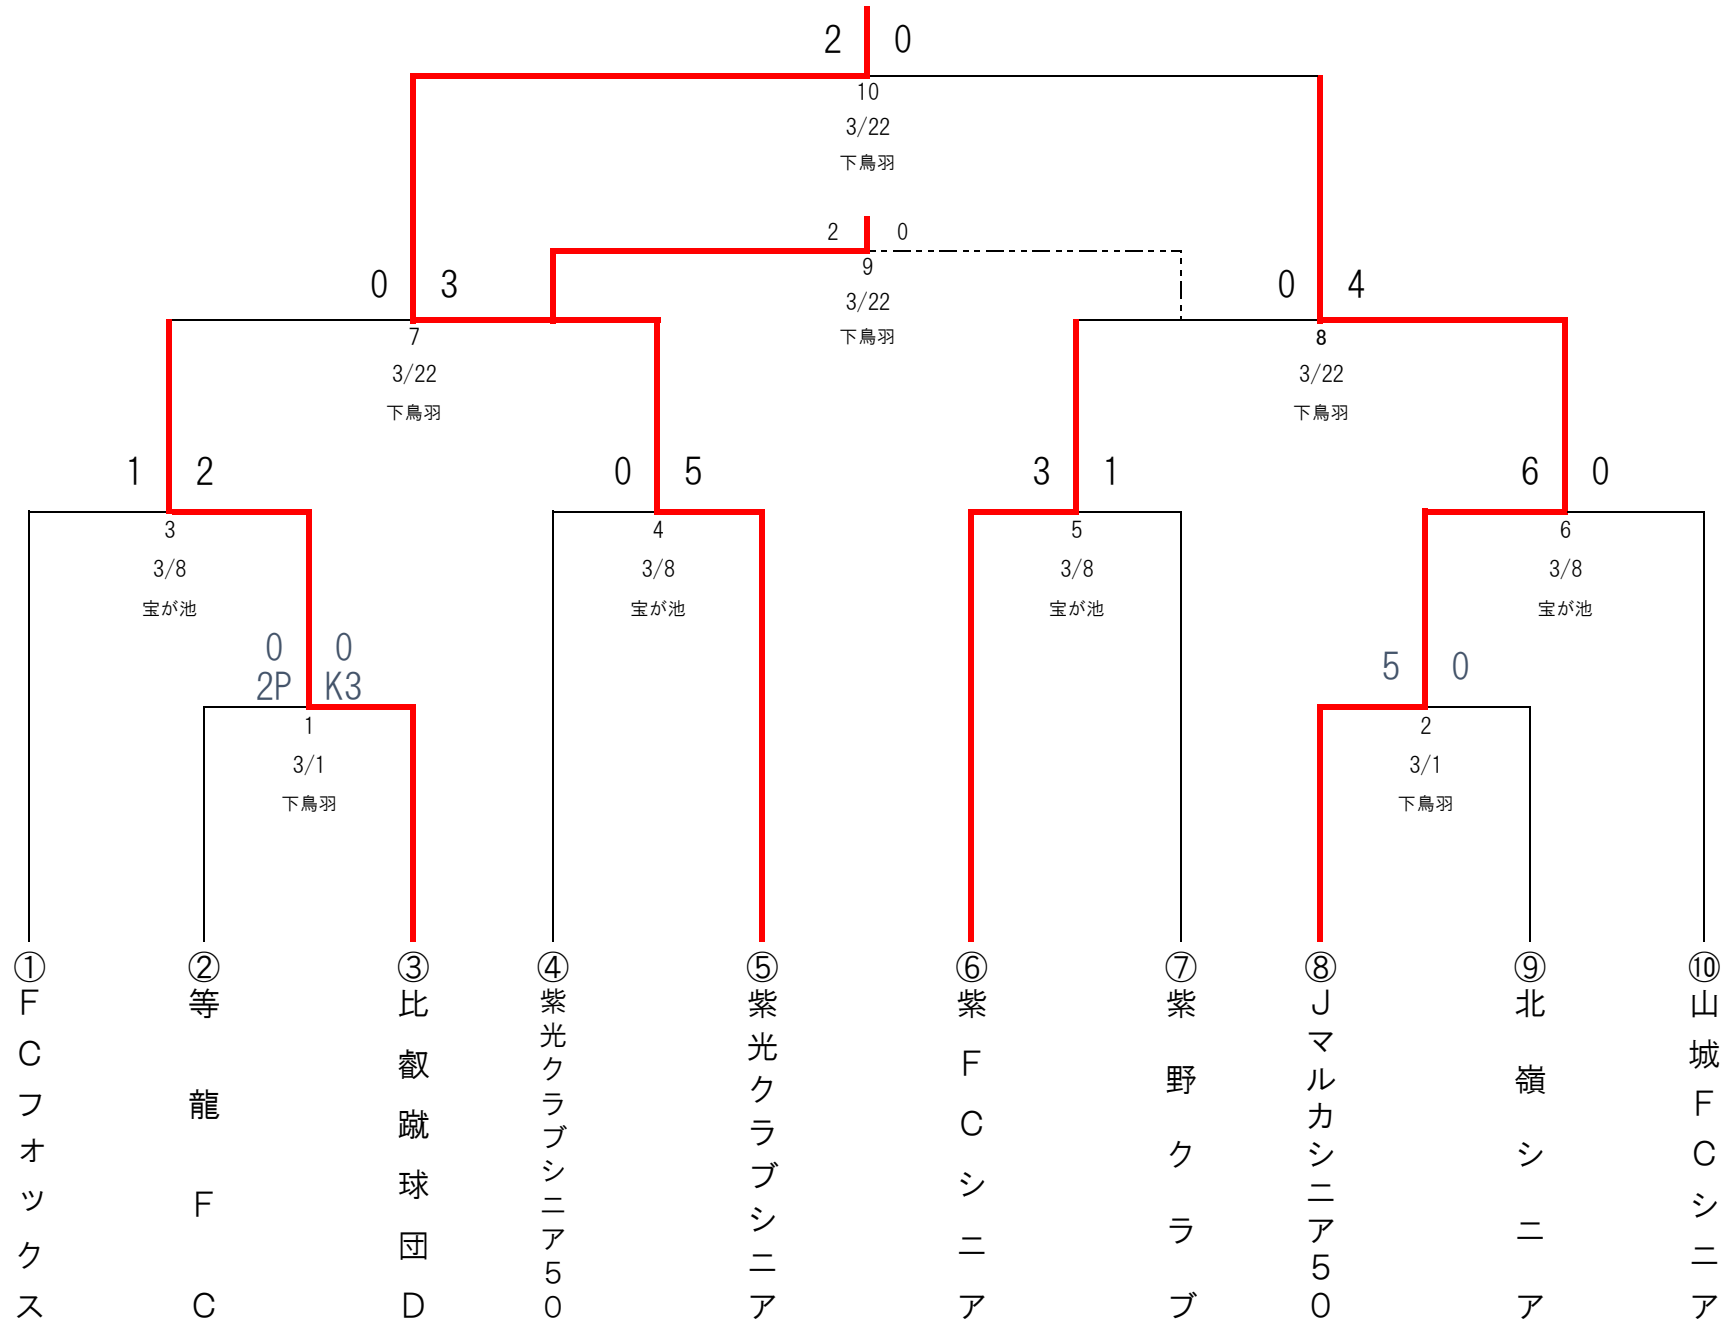 2 0
10
3/22
下鳥羽
2 0
9
3/22
下鳥羽
0 3
7
3/22
下鳥羽
0 4
8
3/22
下鳥羽
1 2
3
3/8
宝が池
0 5
4
3/8
宝が池
3 1
5
3/8
宝が池
6 0
6
3/8
宝が池
0 0
2P K3
1
3/1
下鳥羽
5 0
2
3/1
下鳥羽
①ＦＣフォックス
②等龍ＦＣ
③比叡蹴球団Ｄ
④紫光クラブシニア５０
⑤紫光クラブシニア
⑥紫ＦＣシニア
⑦紫野クラブ
⑧Ｊマルカシニア５０
⑨北嶺シニア
⑩山城ＦＣシニア